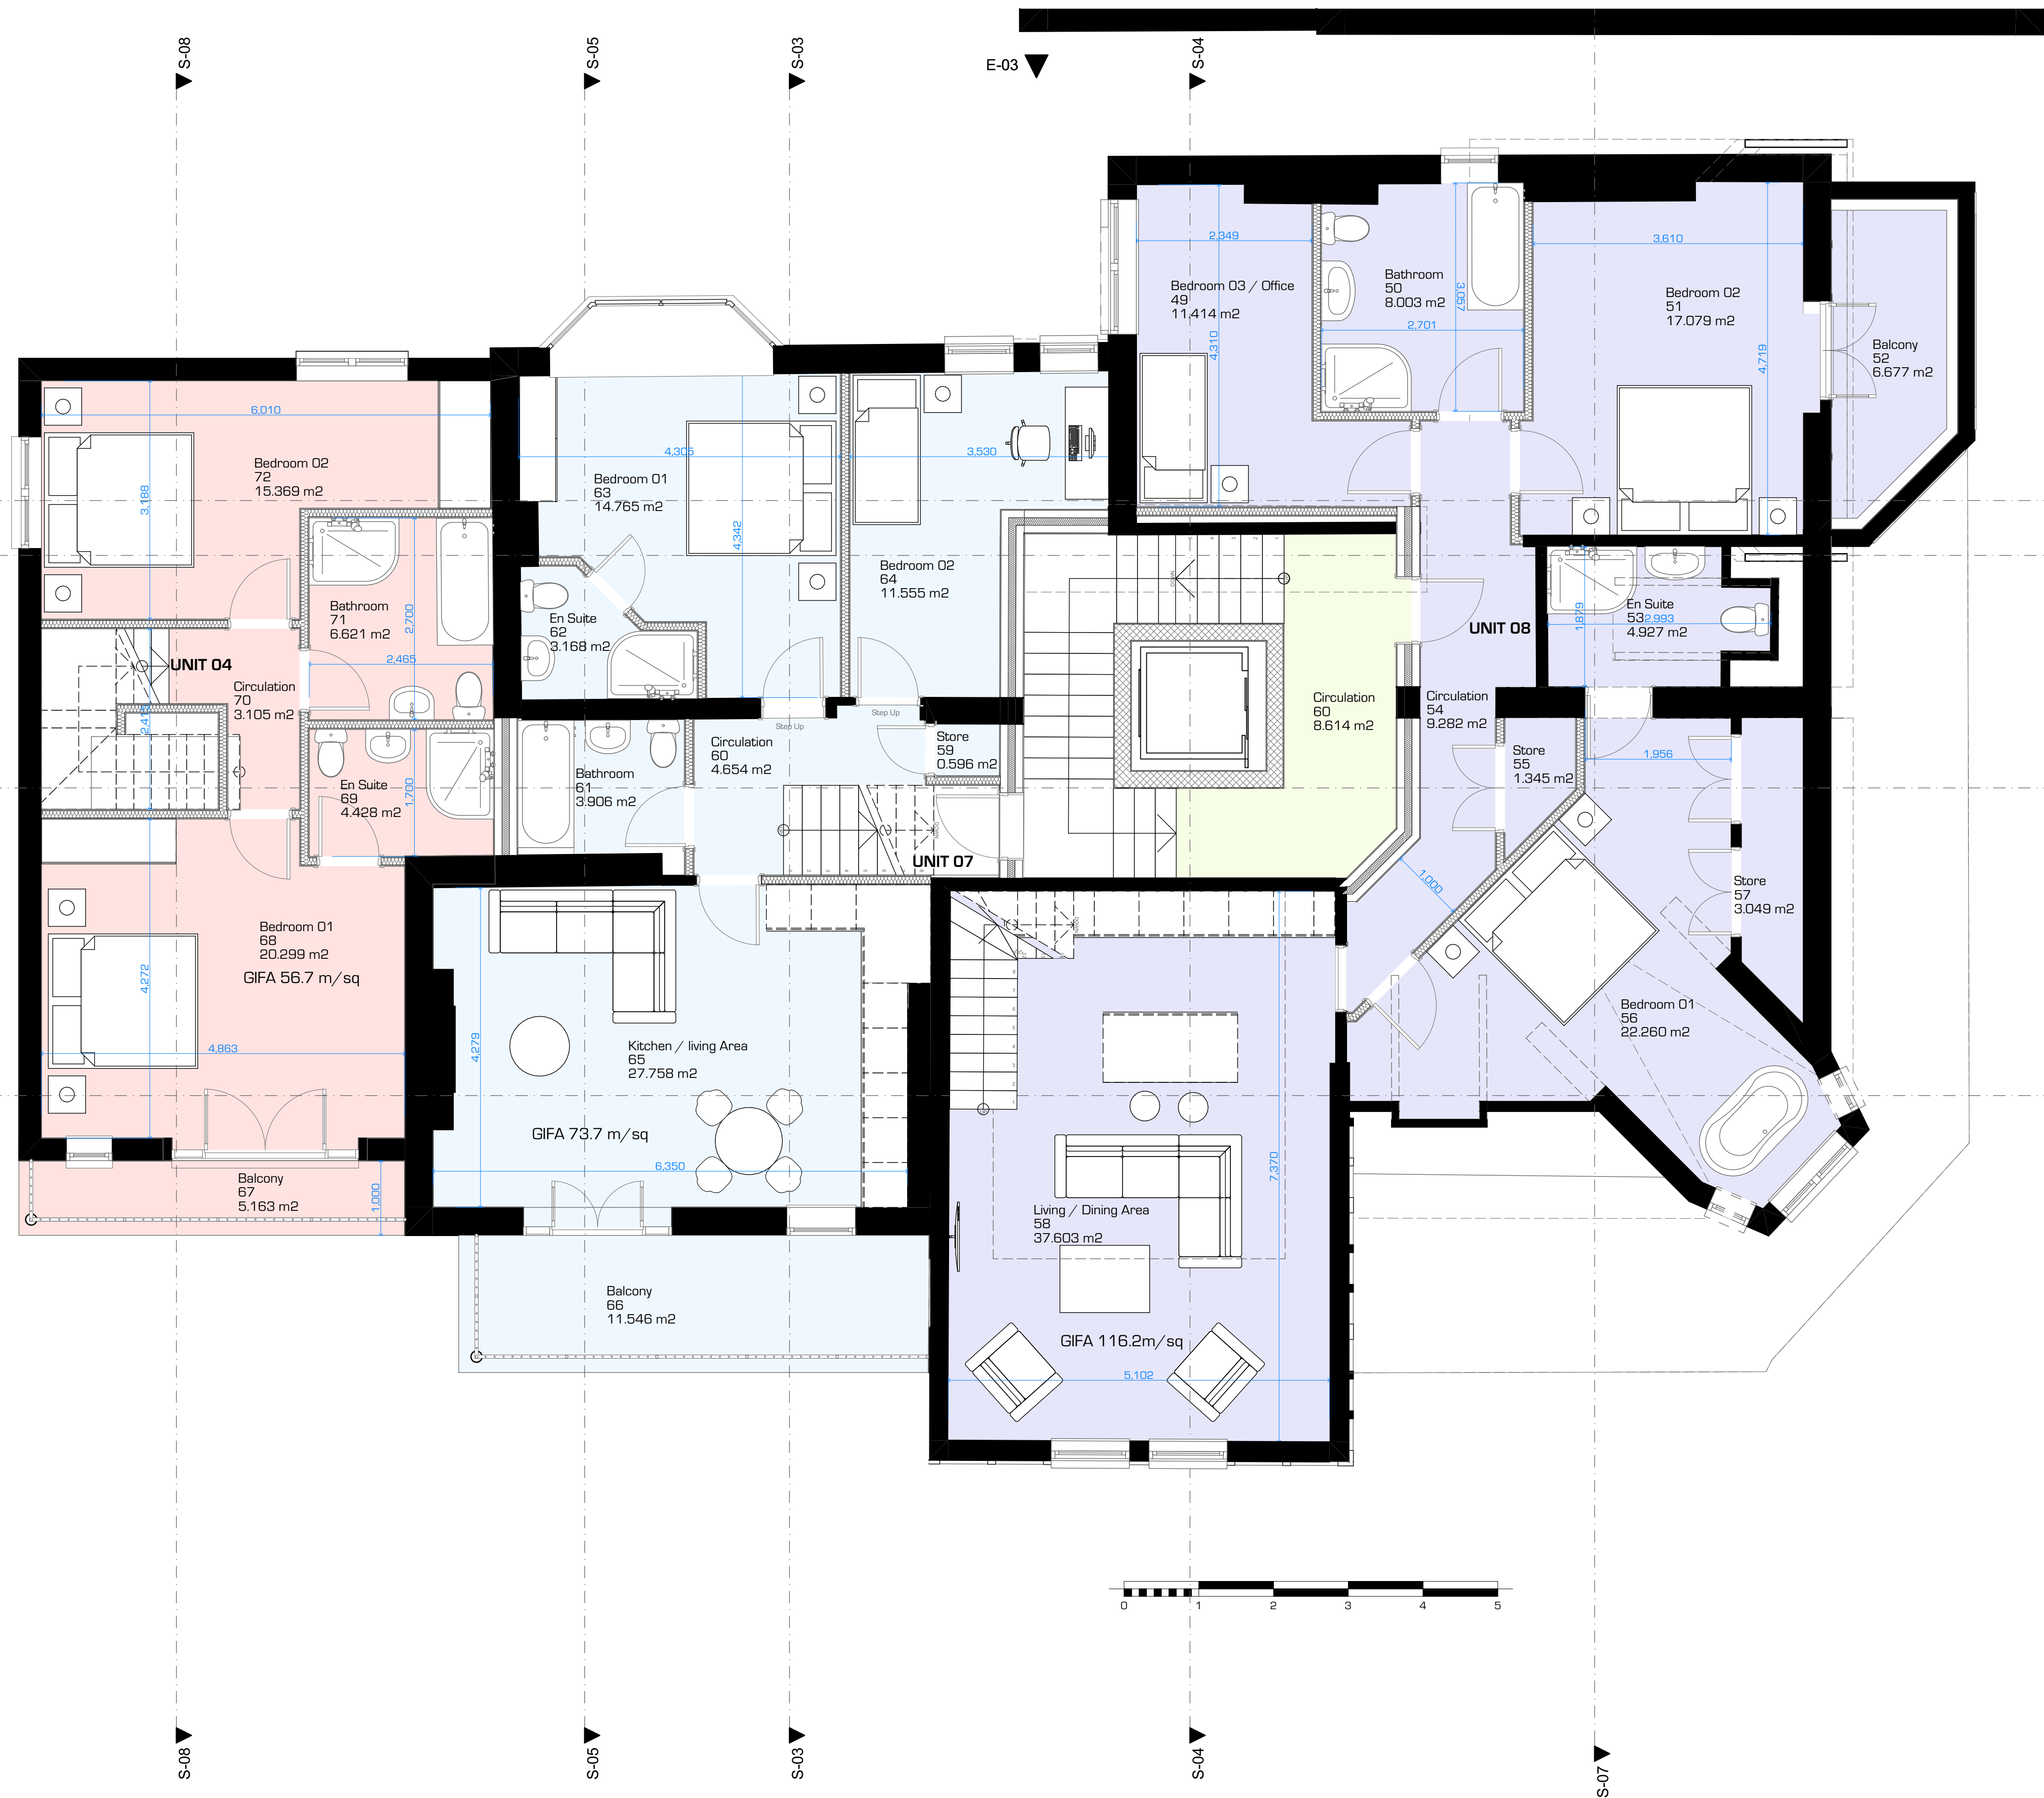 S-08
S-05
S-03
E-03
S-04
2,349
Bedroom 03 / Office
49
11.414 m2
4,310
Bathroom
50
8.003 m2
3,057
2,701
3,610
Bedroom 02
51
17.079 m2
4,719
Balcony
52
6.677 m2
6,010
Bedroom 02
72
15.369 m2
3,188
4,305
Bedroom 01
63
14.765 m2
4,342
3,530
Bedroom 02
64
11.555 m2
En Suite
62
3.168 m2
Bathroom
71
6.621 m2
2,700
2,465
UNIT 04
Circulation
70
3.105 m2
2,415
En Suite
69
4.428 m2
1,700
DOWN
UNIT 08
En Suite
53
2,993
4.927 m2
1,879
Circulation
60
8.614 m2
Circulation
54
9.282 m2
Step Up
Step Up
Circulation
60
4.654 m2
Store
59
0.596 m2
Bathroom
61
3.906 m2
DOWN
UNIT 07
Store
55
1.345 m2
1,956
1,000
Store
57
3.049 m2
Bedroom 01
68
20.299 m2
GIFA 56.7 m/sq
4,272
4,863
Kitchen / living Area
65
27.758 m2
4,279
GIFA 73.7 m/sq
6,350
DOWN
8
7
6
5
4
3
2
1
Bedroom 01
56
22.260 m2
Balcony
67
5.163 m2
1,000
Living / Dining Area
58
37.603 m2
7,370
Balcony
66
11.546 m2
GIFA 116.2m/sq
5,102
0 1 2 3 4 5
S-08
S-05
S-03
S-04
S-07